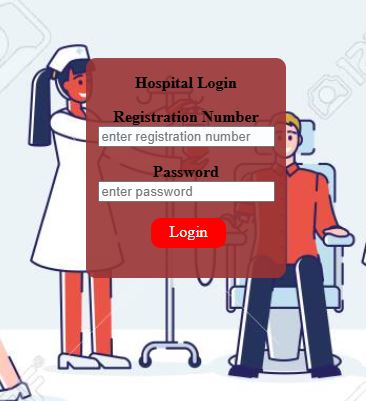 Hospital Login
Registration Number
enter registration number
Password
enter password
Login